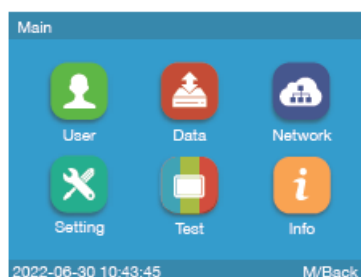 Main
User Data Network
Setting Test Info
2022-06-30 10:43:45 M/Back